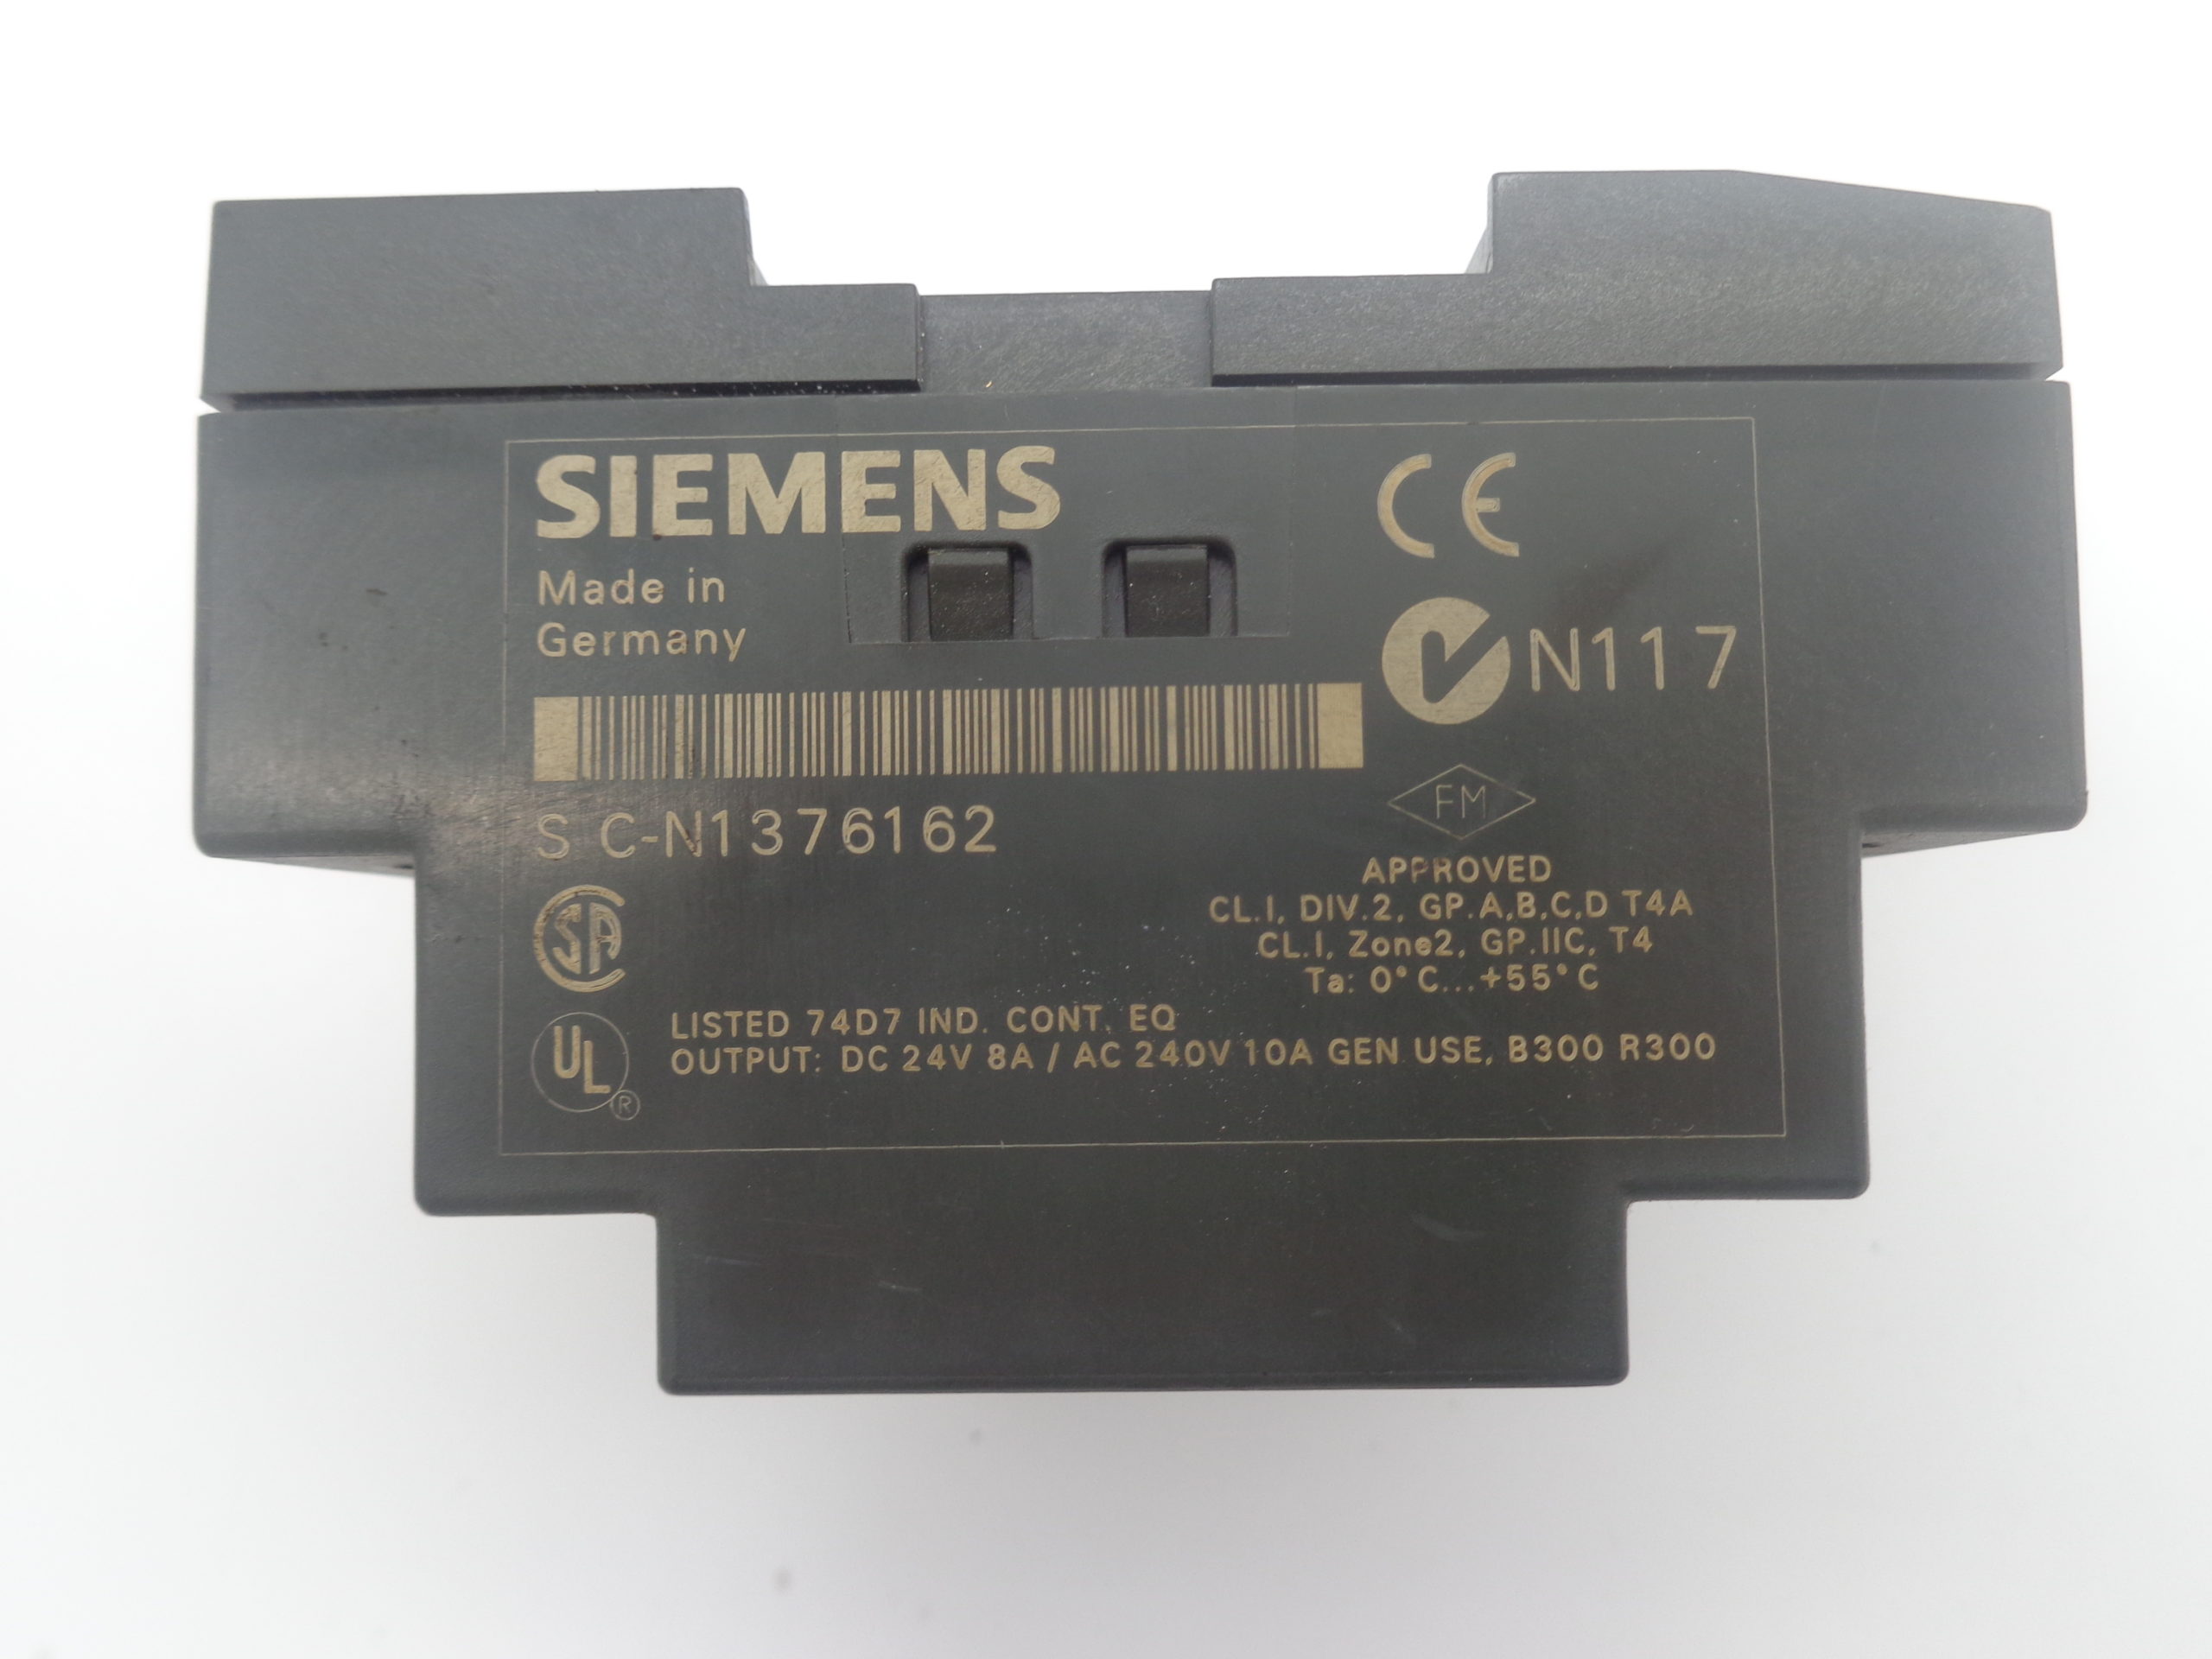 SIEMENS
Made in
Germany
S C-N1376162
CE
N117
FM
APPROVED
CL.I, DIV.2, GP.A,B,C,D T4A
CL.I, Zone2, GP.IIC, T4
Ta: 0°C...+55°C
CSA
UL®
LISTED 74D7 IND. CONT. EQ
OUTPUT: DC 24V 8A / AC 240V 10A GEN.USE, B300 R300